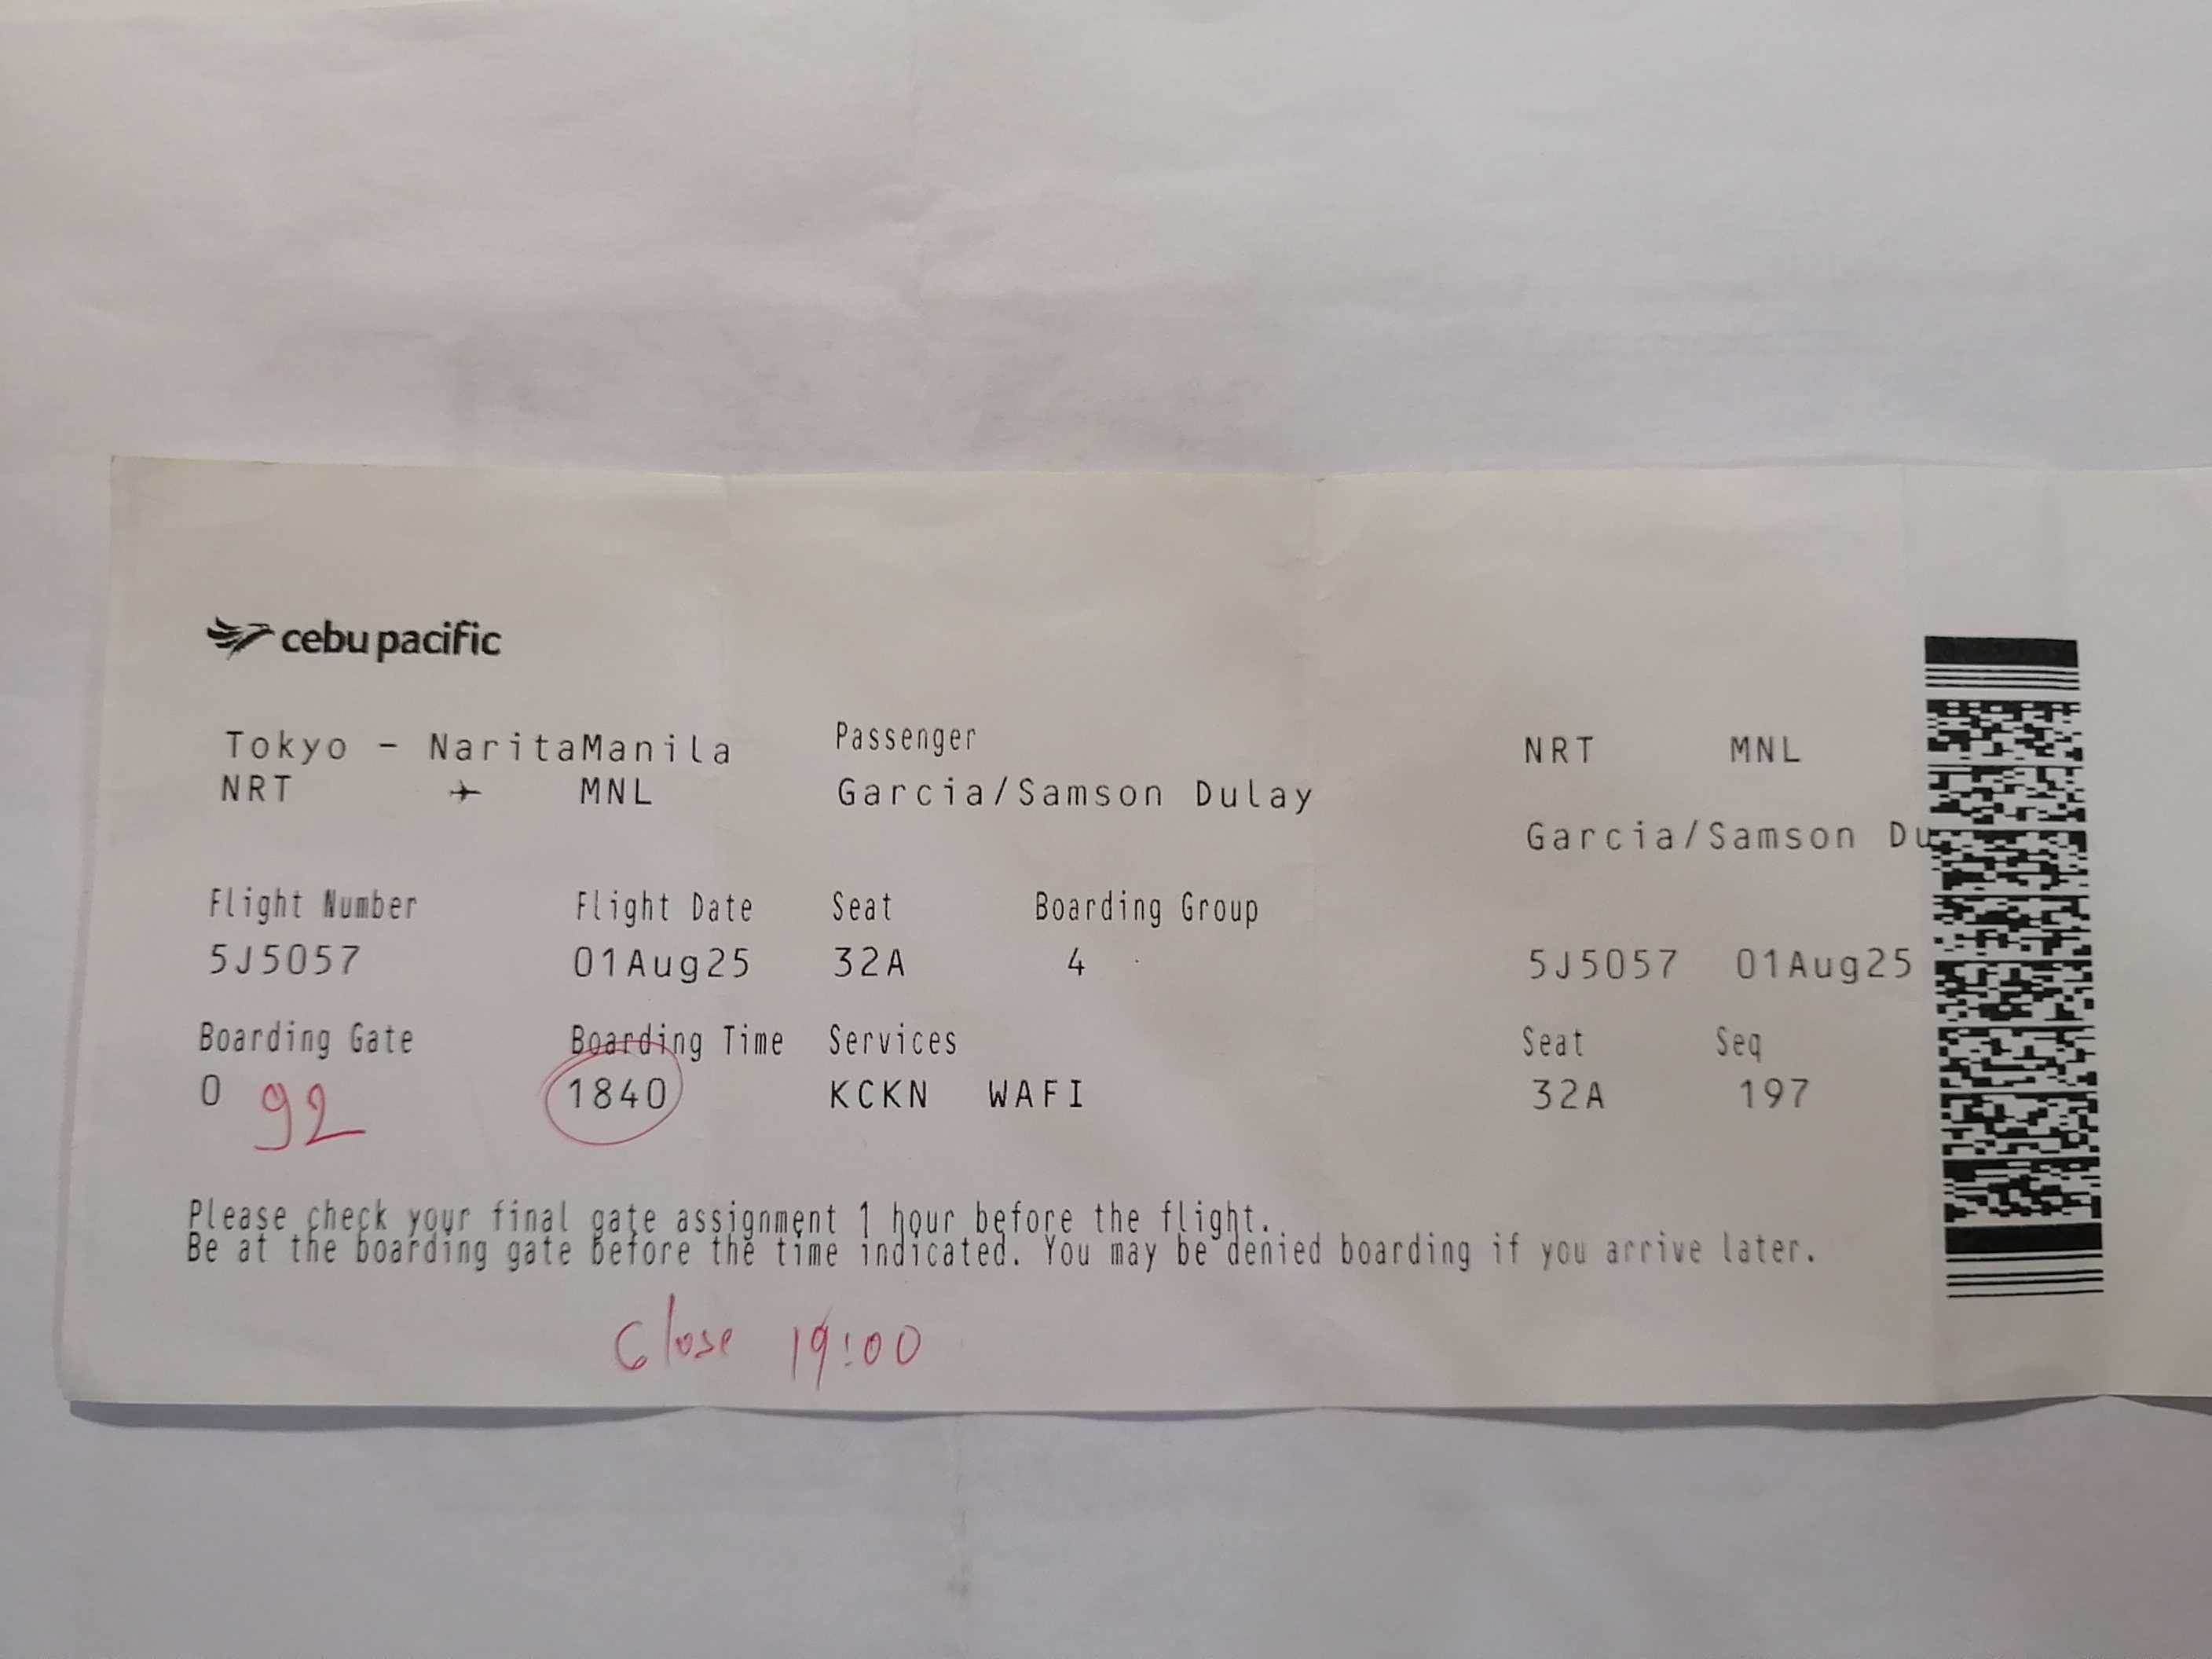 cebu pacific
Tokyo - NaritaManila
NRT MNL
Passenger
Garcia/Samson Dulay
Flight Number Flight Date Seat Boarding Group
5J5057 01Aug25 32A 4
Boarding Gate Boarding Time Services
0 92 1840 KCKN WAFI
Please check your final gate assignment 1 hour before the flight.
Be at the boarding gate before the time indicated. You may be denied boarding if you arrive later.
Close 19:00
NRT MNL
Garcia/Samson Du
5J5057 01Aug25
Seat Seq
32A 197